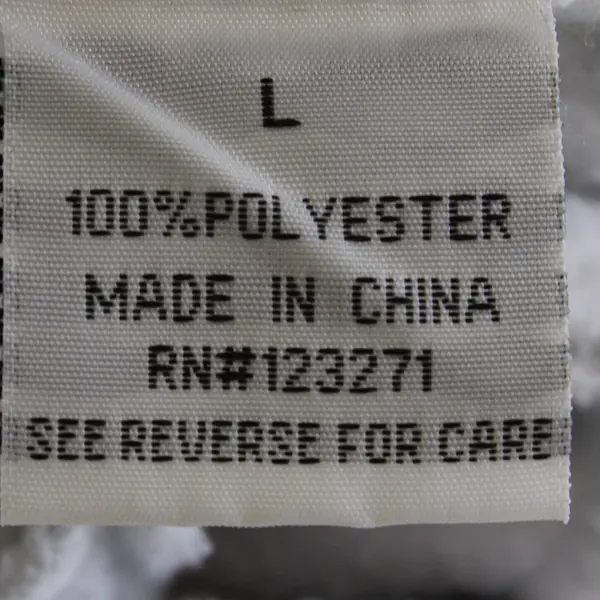 L
100%POLYESTER
MADE IN CHINA
RN#123271
SEE REVERSE FOR CARE